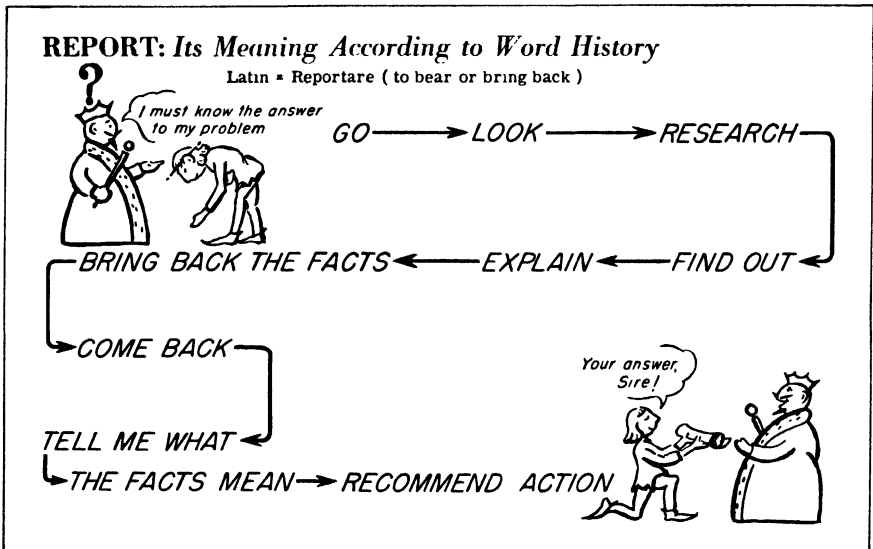 REPORT: Its Meaning According to Word History
Latin = Reportare ( to bear or bring back )
?
I must know the answer
to my problem
GO LOOK RESEARCH
BRING BACK THE FACTS EXPLAIN FIND OUT
COME BACK
Your answer,
Sire!
TELL ME WHAT
THE FACTS MEAN RECOMMEND ACTION